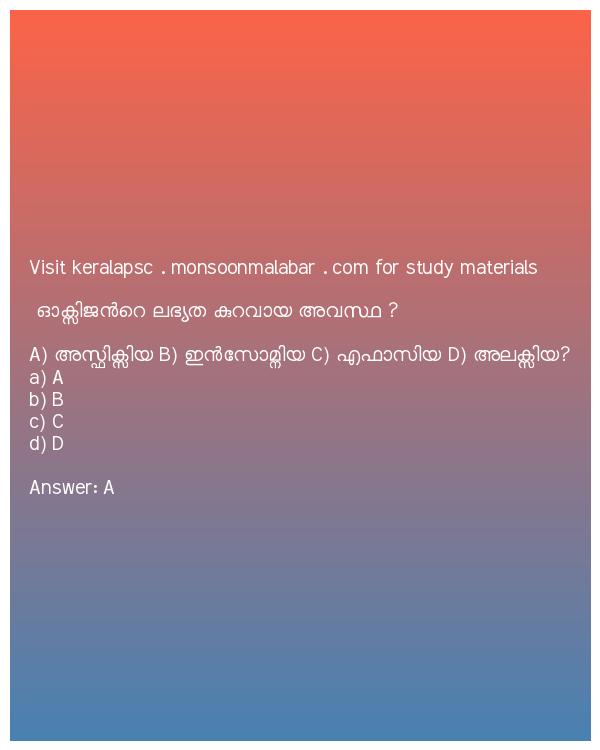 Visit keralapsc . monsoonmalabar . com for study materials
ഓക്സിജൻറെ ലഭ്യത കുറവായ അവസ്ഥ ?
A) അസ്ഫിക്സിയ B) ഇൻസോമ്നിയ C) എഫാസിയ D) അലക്സിയ?
a) A
b) B
c) C
d) D
Answer: A